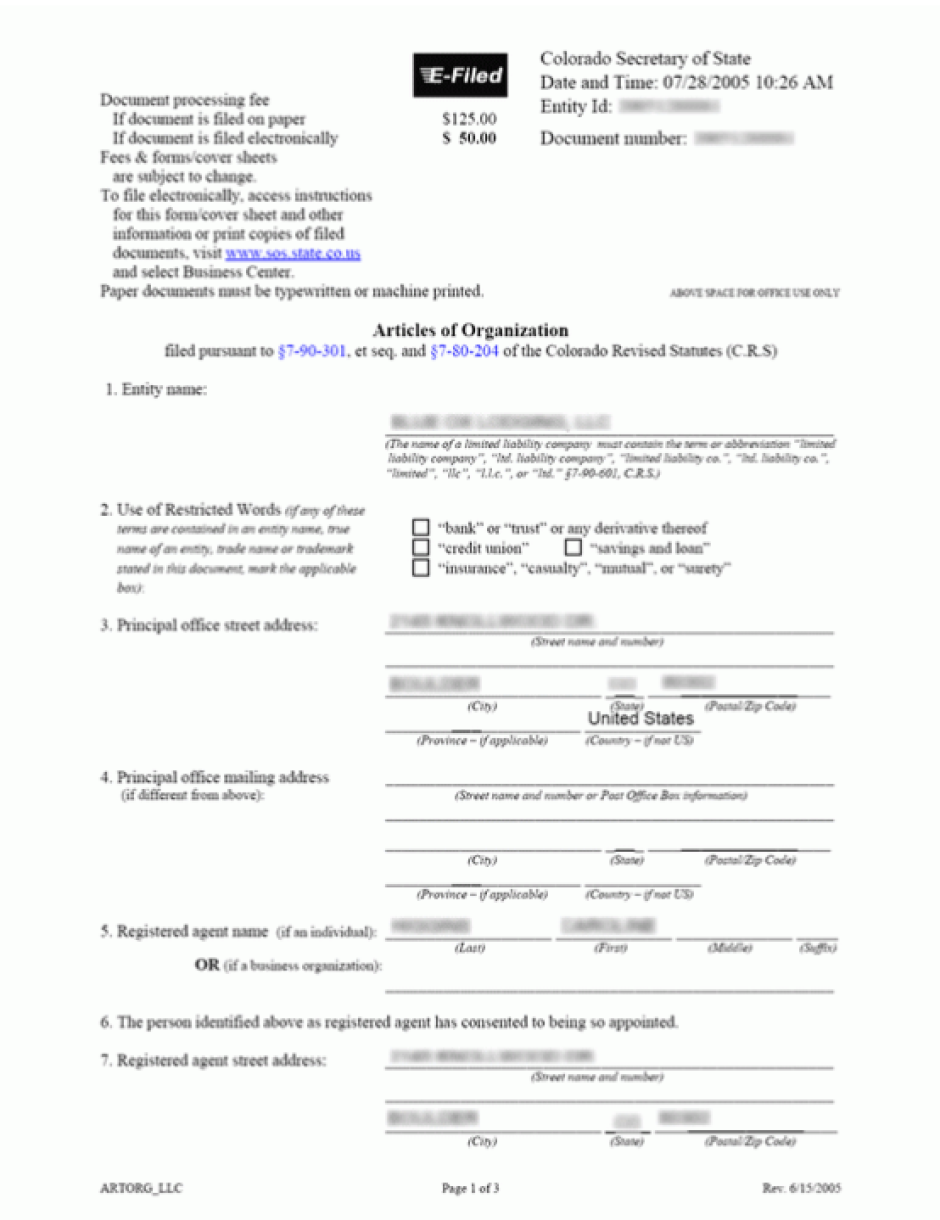 E-Filed
Colorado Secretary of State
Date and Time: 07/28/2005 10:26 AM
Entity Id:
Document number:
Document processing fee
If document is filed on paper $125.00
If document is filed electronically $ 50.00
Fees & forms/cover sheets
are subject to change.
To file electronically, access instructions
for this form/cover sheet and other
information or print copies of filed
documents, visit www.sos.state.co.us
and select Business Center.
Paper documents must be typewritten or machine printed.
ABOVE SPACE FOR OFFICE USE ONLY
Articles of Organization
filed pursuant to §7-90-301, et seq. and §7-80-204 of the Colorado Revised Statutes (C.R.S)
1. Entity name:
(The name of a limited liability company must contain the term or abbreviation “limited
liability company”, “ltd. liability company”, “limited liability co.”, “ltd. liability co.”,
“limited”, “llc”, “l.l.c.”, or “ltd.” §7-90-601, C.R.S.)
2. Use of Restricted Words (if any of these
terms are contained in an entity name, true
name of an entity, trade name or trademark
stated in this document, mark the applicable
box):
“bank” or “trust” or any derivative thereof
“credit union” “savings and loan”
“insurance”, “casualty”, “mutual”, or “surety”
3. Principal office street address:
(Street name and number)
(City) (State) (Postal/Zip Code)
United States
(Province – if applicable) (Country – if not US)
4. Principal office mailing address
(if different from above):
(Street name and number or Post Office Box information)
(City) (State) (Postal/Zip Code)
(Province – if applicable) (Country – if not US)
5. Registered agent name (if an individual):
(Last) (First) (Middle) (Suffix)
OR (if a business organization):
6. The person identified above as registered agent has consented to being so appointed.
7. Registered agent street address:
(Street name and number)
(City) (State) (Postal/Zip Code)
ARTORG_LLC Page 1 of 3 Rev. 6/15/2005